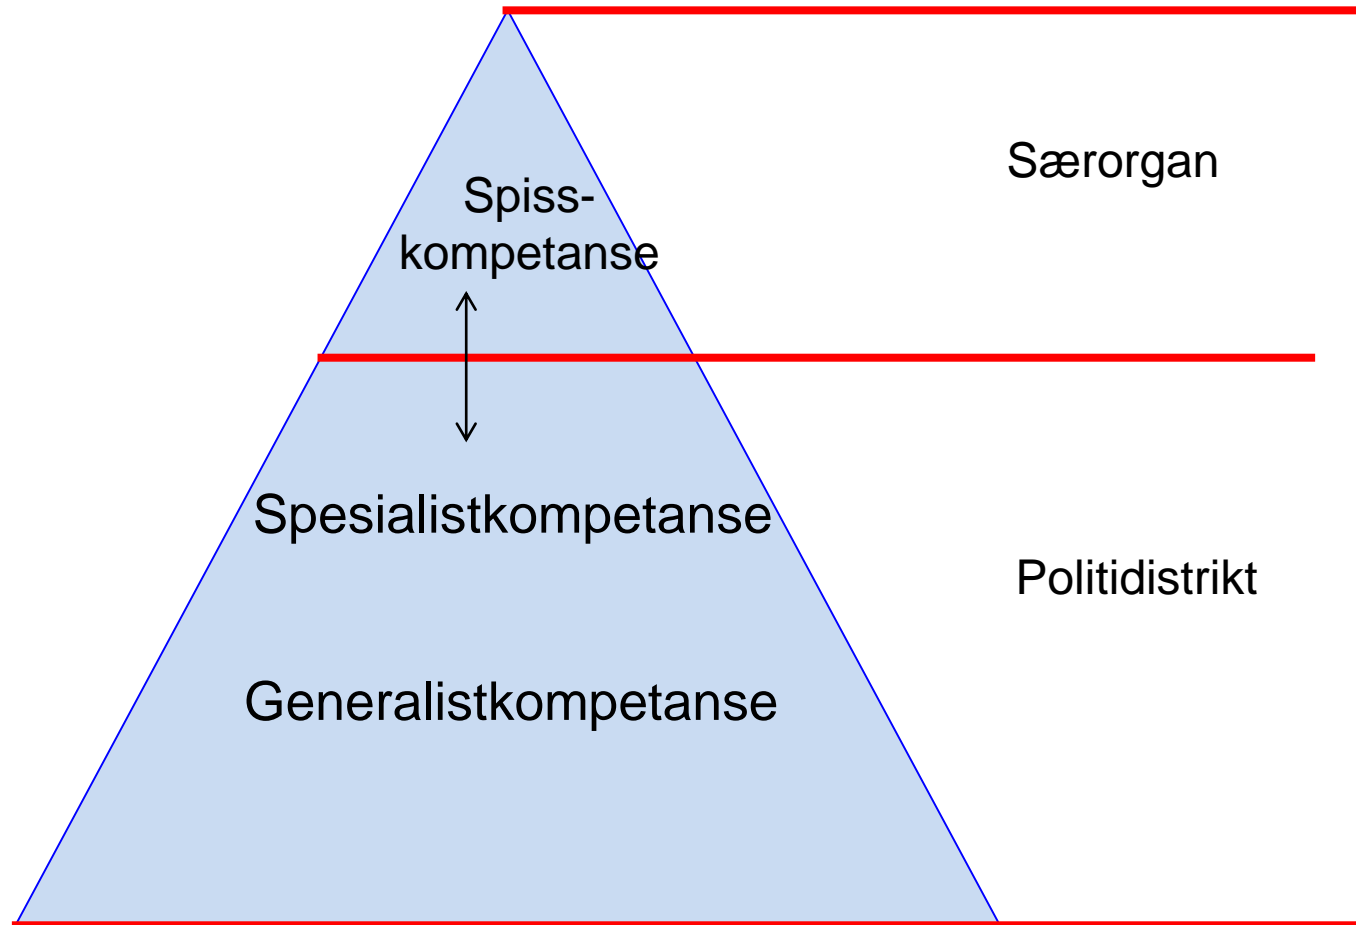 Særorgan
Spiss-
kompetanse
Spesialistkompetanse
Politidistrikt
Generalistkompetanse